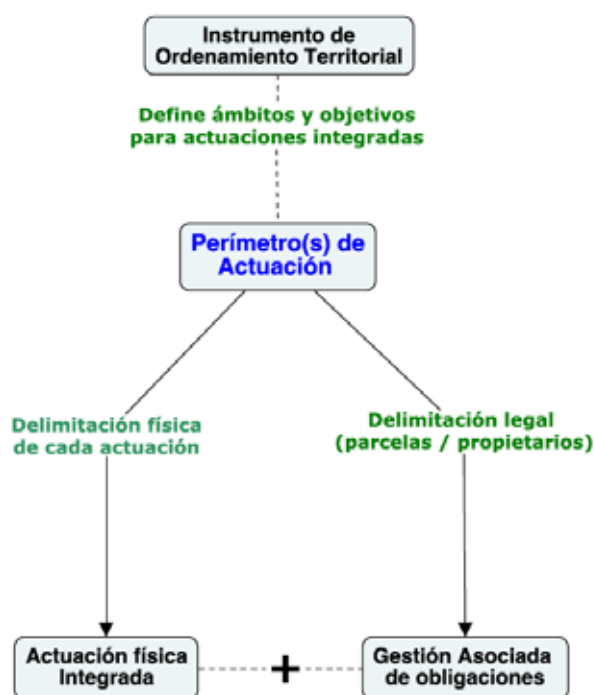 Instrumento de
Ordenamiento Territorial
Define ámbitos y objetivos
para actuaciones integradas
Perímetro(s) de
Actuación
Delimitación física
de cada actuación
Delimitación legal
(parcelas / propietarios)
Actuación física
Integrada
+
Gestión Asociada
de obligaciones